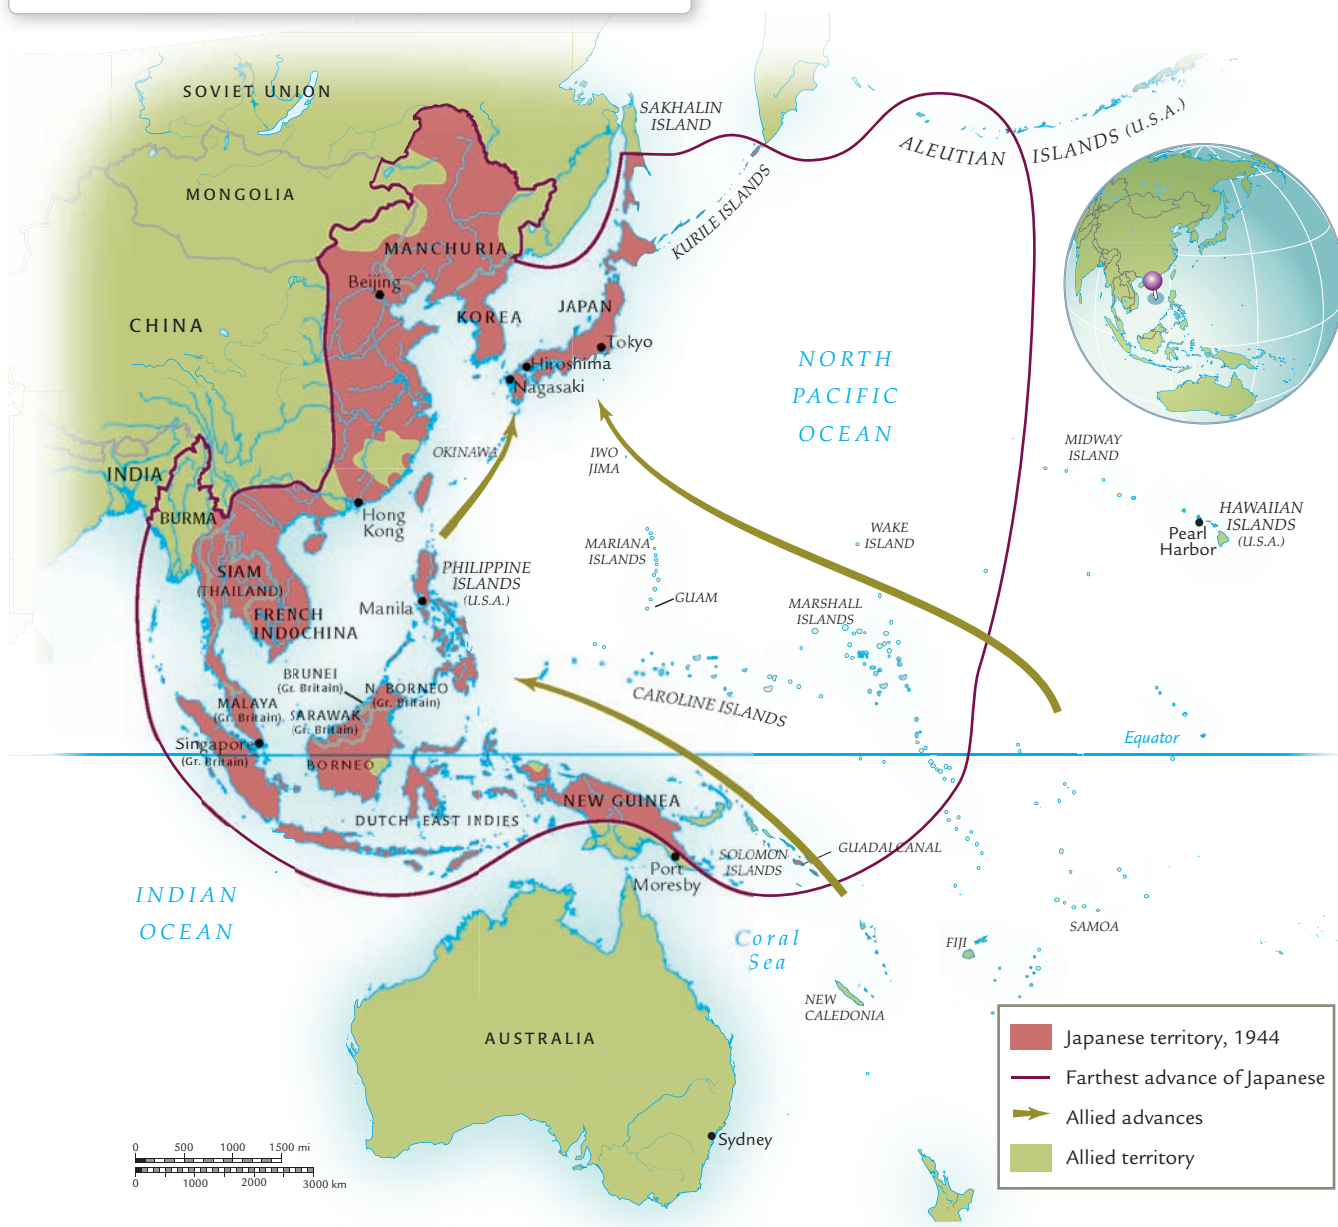 SOVIET UNION
SAKHALIN
ISLAND
ALEUTIAN ISLANDS (U.S.A.)
MONGOLIA
KURILE ISLANDS
MANCHURIA
Beijing
JAPAN
KOREA
CHINA
Tokyo
Hiroshima
Nagasaki
NORTH
PACIFIC
OCEAN
OKINAWA
IWO
JIMA
MIDWAY
ISLAND
INDIA
BURMA
Hong
Kong
HAWAIIAN
ISLANDS
(U.S.A.)
Pearl
Harbor
WAKE
ISLAND
MARIANA
ISLANDS
PHILIPPINE
ISLANDS
(U.S.A.)
SIAM
(THAILAND)
GUAM
Manila
MARSHALL
ISLANDS
FRENCH
INDOCHINA
BRUNEI
(Gr. Britain)
N. BORNEO
(Gr. Britain)
CAROLINE ISLANDS
MALAYA
(Gr. Britain)
SARAWAK
(Gr. Britain)
Singapore
(Gr. Britain)
Equator
BORNEO
NEW GUINEA
DUTCH EAST INDIES
GUADALCANAL
SOLOMON
ISLANDS
Port
Moresby
INDIAN
OCEAN
Coral
Sea
SAMOA
FIJI
NEW
CALEDONIA
AUSTRALIA
Sydney
Japanese territory, 1944
Farthest advance of Japanese
Allied advances
Allied territory
0 500 1000 1500 mi
0 1000 2000 3000 km